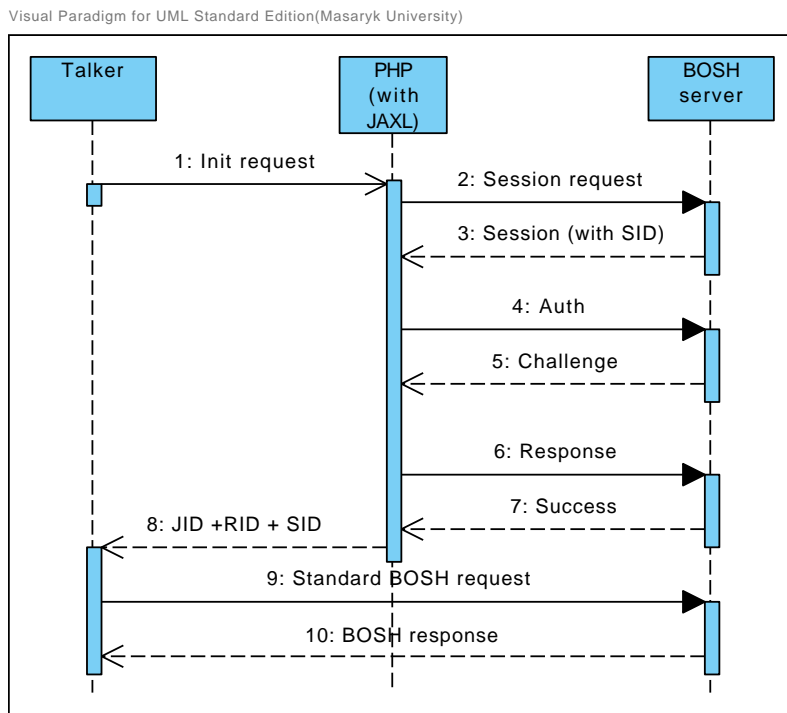 Visual Paradigm for UML Standard Edition(Masaryk University)
Talker
PHP
(with
JAXL)
BOSH
server
1: Init request
2: Session request
3: Session (with SID)
4: Auth
5: Challenge
6: Response
7: Success
8: JID +RID + SID
9: Standard BOSH request
10: BOSH response